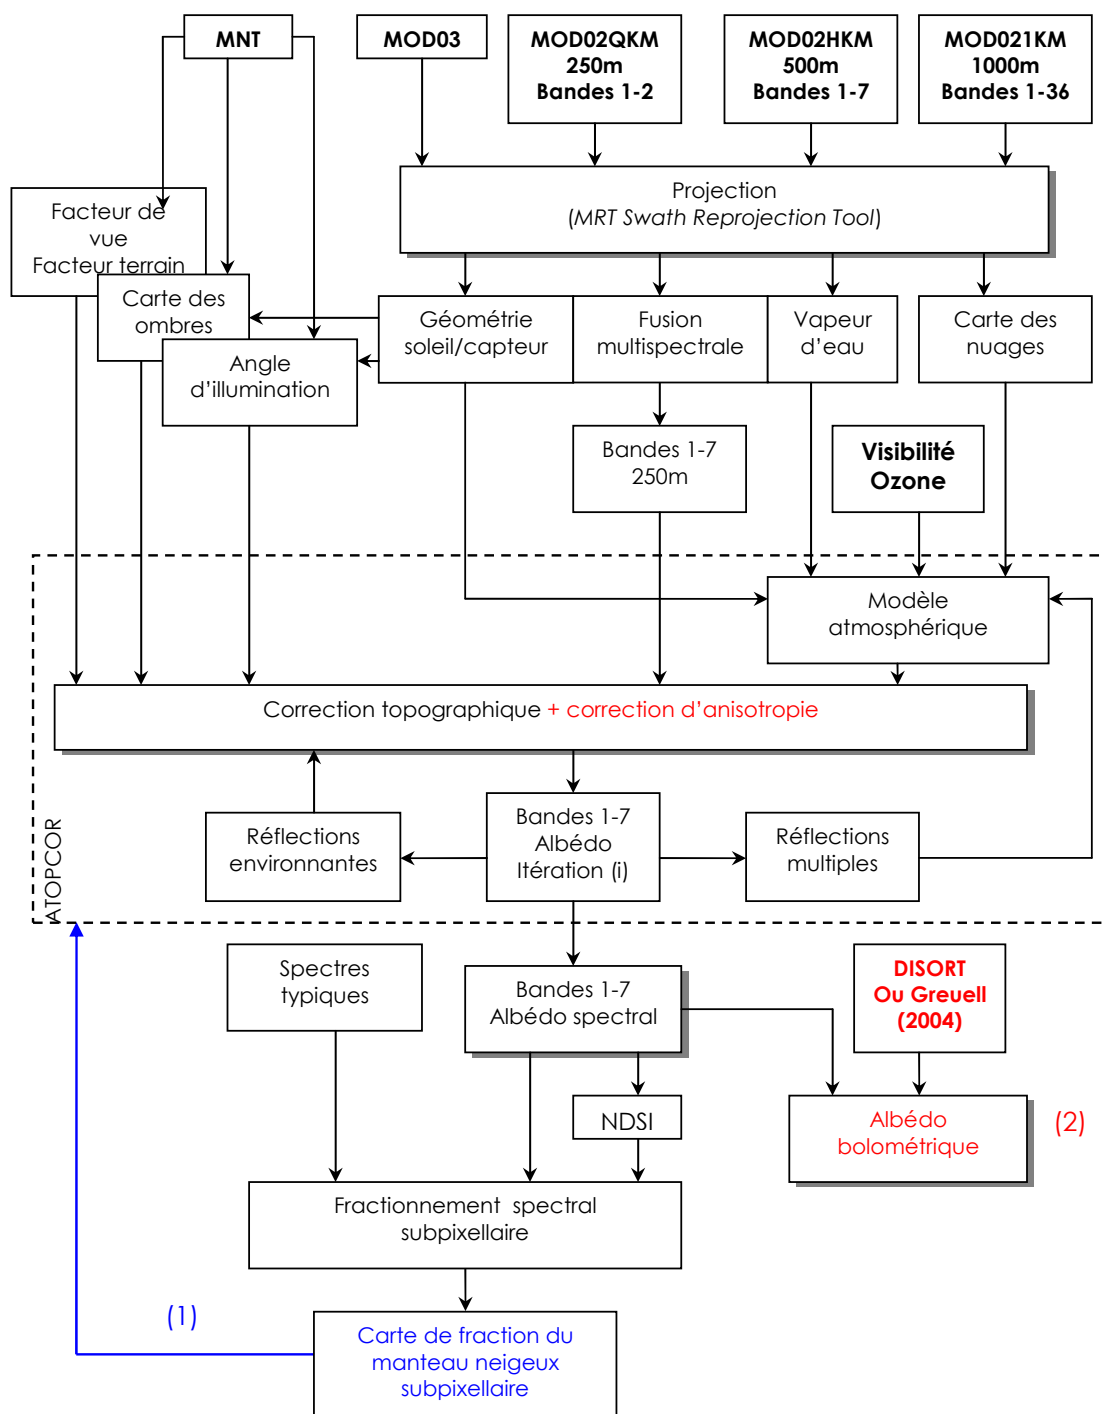 MNT
MOD03
MOD02QKM
250m
Bandes 1-2
MOD02HKM
500m
Bandes 1-7
MOD021KM
1000m
Bandes 1-36
Projection
(MRT Swath Reprojection Tool)
Facteur de
vue
Facteur terrain
Carte des
ombres
Angle
d'illumination
Géométrie
soleil/capteur
Fusion
multispectrale
Vapeur
d'eau
Carte des
nuages
Bandes 1-7
250m
Visibilité
Ozone
Modèle
atmosphérique
Correction topographique + correction d'anisotropie
Réflections
environnantes
Bandes 1-7
Albédo
Itération (i)
Réflections
multiples
ATOPCOR
Spectres
typiques
Bandes 1-7
Albédo spectral
DISORT
Ou Greuell
(2004)
NDSI
Albédo
bolométrique
(2)
Fractionnement spectral
subpixellaire
(1)
Carte de fraction du
manteau neigeux
subpixellaire